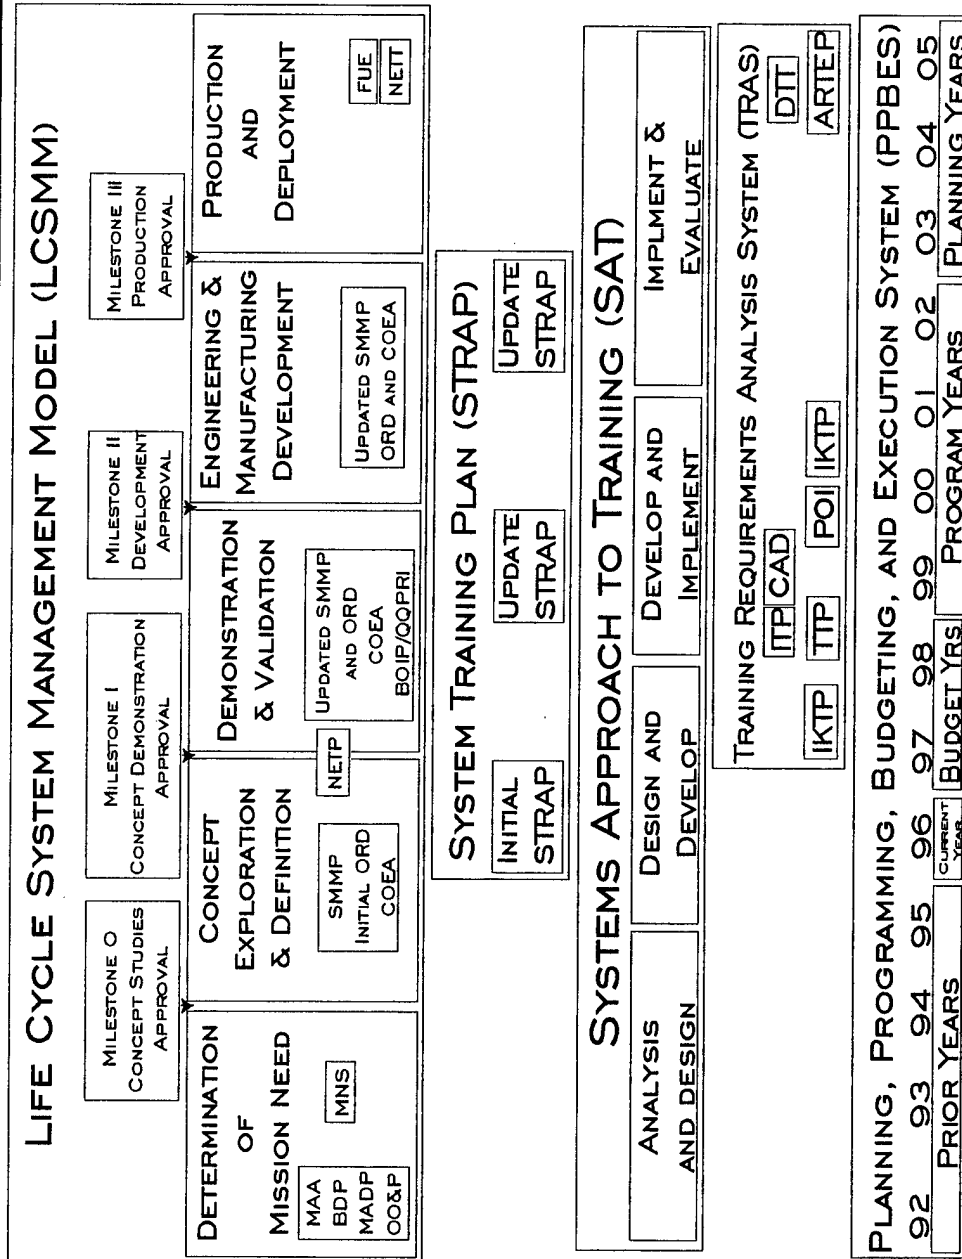 LIFE CYCLE SYSTEM MANAGEMENT MODEL (LCSMM)
MILESTONE O
CONCEPT STUDIES
APPROVAL
MILESTONE I
CONCEPT DEMONSTRATION
APPROVAL
MILESTONE II
DEVELOPMENT
APPROVAL
MILESTONE III
PRODUCTION
APPROVAL
DETERMINATION
OF
MISSION NEED
MAA
BDP
MADP
OO&P
MNS
CONCEPT
EXPLORATION
& DEFINITION
SMMP
INITIAL ORD
COEA
NETP
DEMONSTRATION
& VALIDATION
UPDATED SMMP
AND ORD
COEA
BOIP/QQPRI
ENGINEERING &
MANUFACTURING
DEVELOPMENT
UPDATED SMMP
ORD AND COEA
PRODUCTION
AND
DEPLOYMENT
FUE
NETT
SYSTEM TRAINING PLAN (STRAP)
INITIAL
STRAP
UPDATE
STRAP
UPDATE
STRAP
SYSTEMS APPROACH TO TRAINING (SAT)
ANALYSIS
AND DESIGN
DESIGN AND
DEVELOP
DEVELOP AND
IMPLEMENT
IMPLMENT &
EVALUATE
TRAINING REQUIREMENTS ANALYSIS SYSTEM (TRAS)
ITP CAD DTT
IKTP TTP POI IKTP ARTEP
PLANNING, PROGRAMMING, BUDGETING, AND EXECUTION SYSTEM (PPBES)
92 93 94 95 96 97 98 99 00 01 02 03 04 05
PRIOR YEARS
CURRENT
YEAR
BUDGET YRS
PROGRAM YEARS
PLANNING YEARS